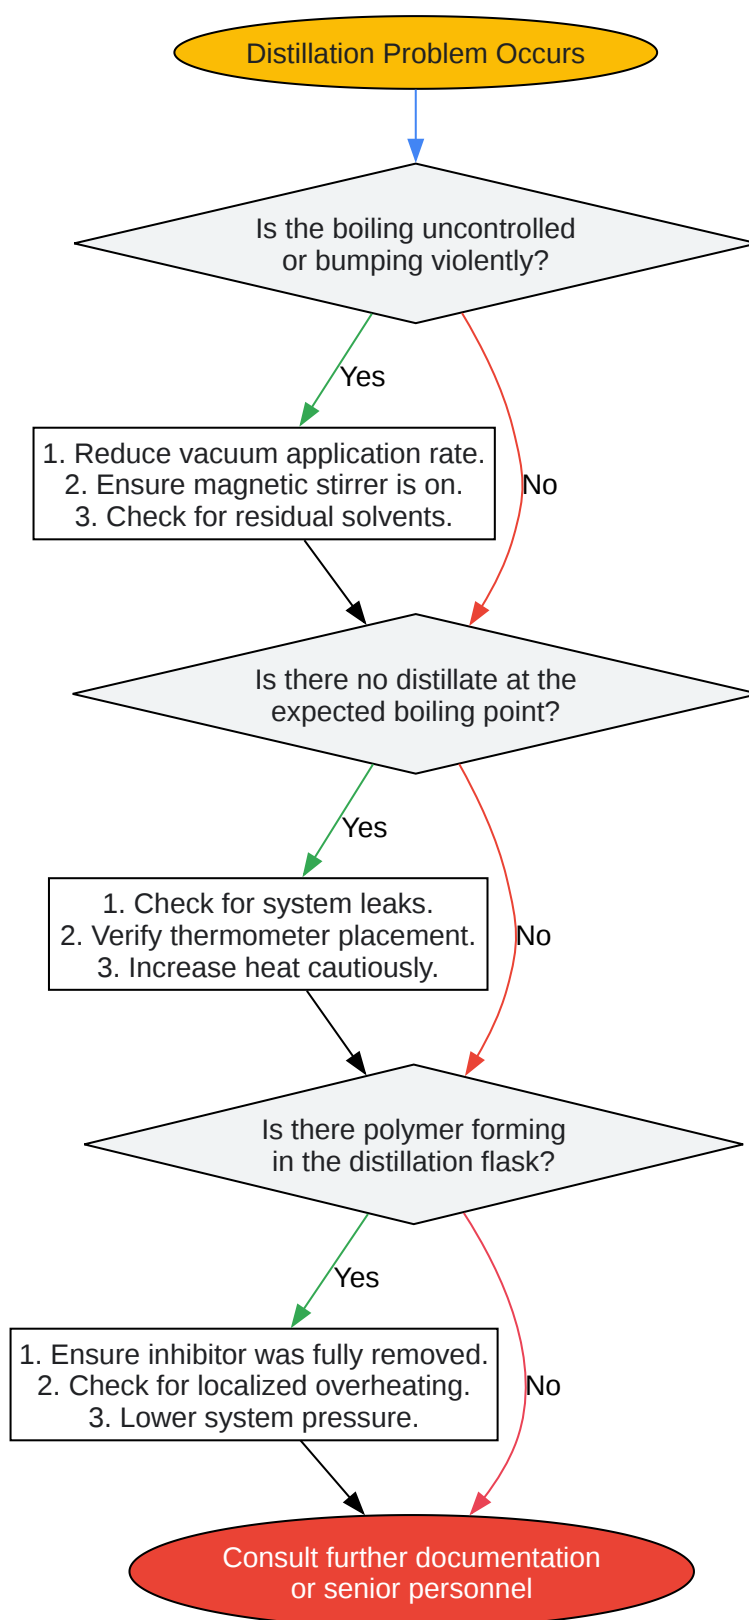 Distillation Problem Occurs
Is the boiling uncontrolled
or bumping violently?
Yes
1. Reduce vacuum application rate.
2. Ensure magnetic stirrer is on.
3. Check for residual solvents.
No
Is there no distillate at the
expected boiling point?
Yes
1. Check for system leaks.
2. Verify thermometer placement.
3. Increase heat cautiously.
No
Is there polymer forming
in the distillation flask?
Yes
1. Ensure inhibitor was fully removed.
2. Check for localized overheating.
3. Lower system pressure.
No
Consult further documentation
or senior personnel